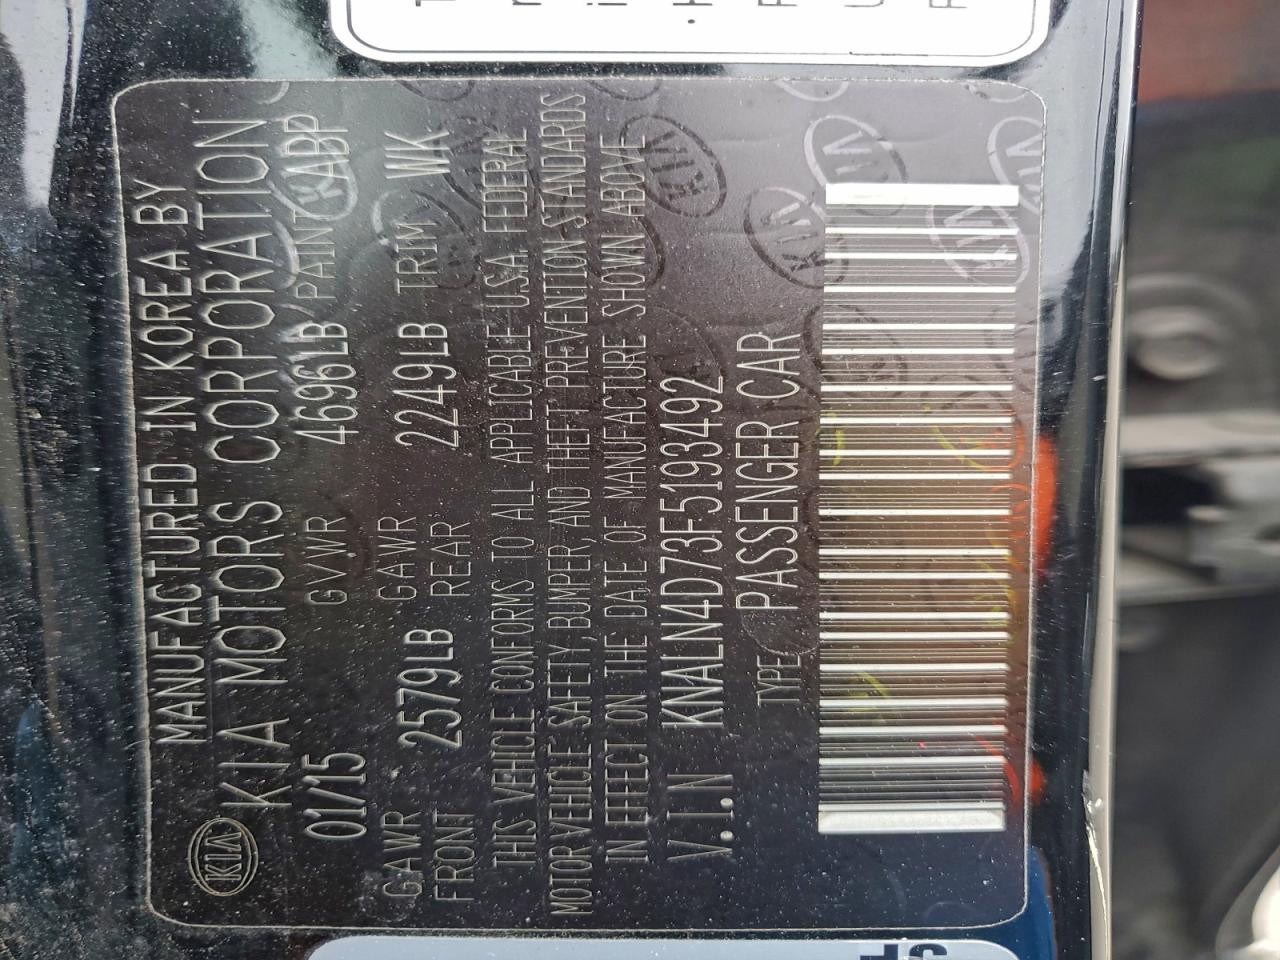 MANUFACTURED IN KOREA BY
KIA KIA MOTORS CORPORATION
01/15 GVWR 4696LB PAINT ABP
GAWR FRONT 2579LB GAWR REAR 2249LB TRIM WK
THIS VEHICLE CONFORMS TO ALL APPLICABLE U.S.A. FEDERAL
MOTOR VEHICLE SAFETY, BUMPER, AND THEFT PREVENTION STANDARDS
IN EFFECT ON THE DATE OF MANUFACTURE SHOWN ABOVE
V.I.N KNALN4D73F5193492
TYPE PASSENGER CAR